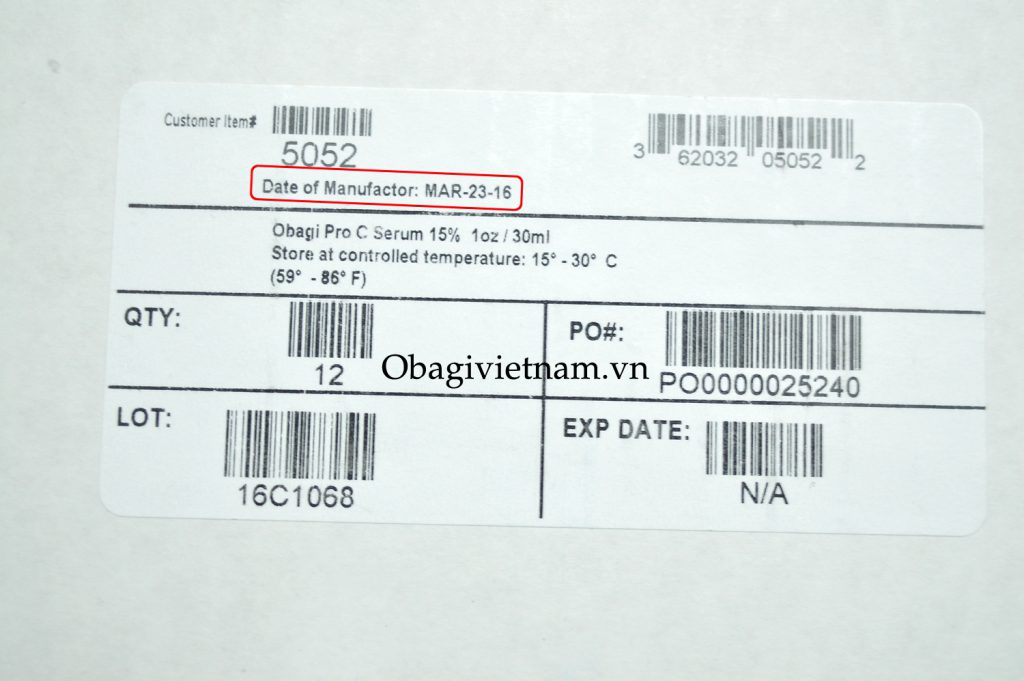 Customer Item#
5052
3 62032 05052 2
Date of Manufactor: MAR-23-16
Obagi Pro C Serum 15% 1oz / 30ml
Store at controlled temperature: 15° - 30° C
(59° - 86° F)
QTY:
12
PO#:
PO0000025240
Obagivietnam.vn
LOT:
16C1068
EXP DATE:
N/A